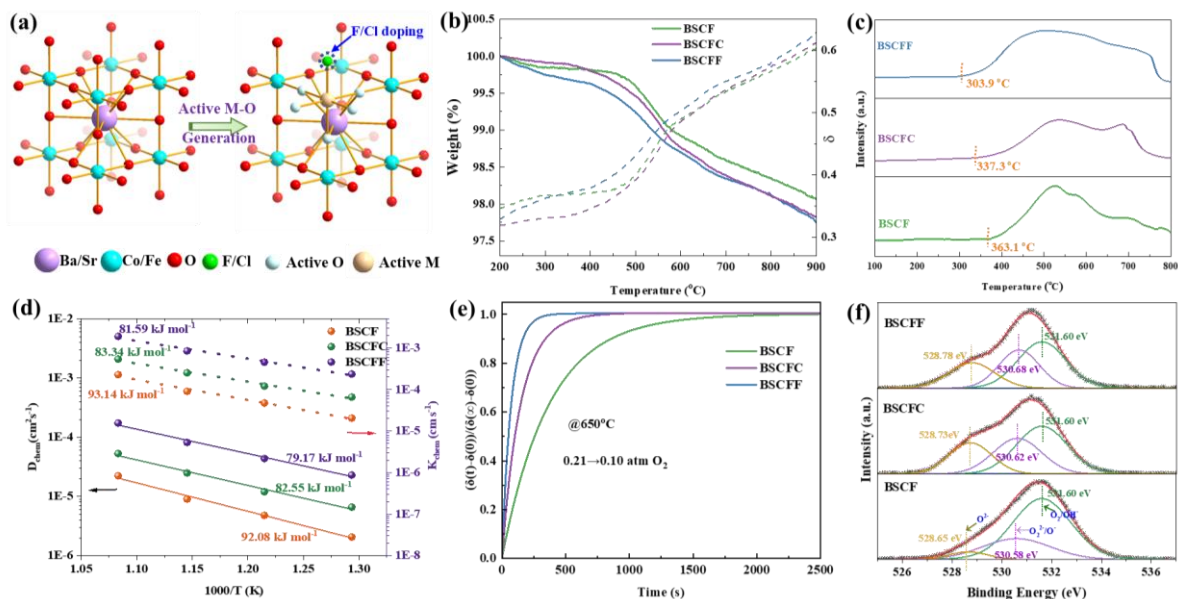 (a)
F/Cl doping
Active M-O
Generation
Ba/Sr Co/Fe O F/Cl Active O Active M
(b)
100.5
100.0
99.5
99.0
98.5
98.0
97.5
Weight (%)
BSCF
BSCFC
BSCFF
0.6
0.5
0.4
0.3
δ
200 300 400 500 600 700 800 900
Temperature (°C)
(c)
BSCFF
303.9 °C
BSCFC
337.3 °C
BSCF
363.1 °C
Intensity (a.u.)
100 200 300 400 500 600 700 800
Temperature (°C)
(d)
1E-2
1E-3
1E-4
1E-5
1E-6
D chem (cm²s⁻¹)
81.59 kJ mol⁻¹
83.34 kJ mol⁻¹
93.14 kJ mol⁻¹
79.17 kJ mol⁻¹
82.55 kJ mol⁻¹
92.08 kJ mol⁻¹
BSCF
BSCFC
BSCFF
1E-3
1E-4
1E-5
1E-6
1E-7
1E-8
K chem (cm s⁻¹)
1.05 1.10 1.15 1.20 1.25 1.30
1000/T (K)
(e)
1.0
0.8
0.6
0.4
0.2
0.0
(δ(t)-δ(0))/(δ(∞)-δ(0))
BSCF
BSCFC
BSCFF
@650°C
0.21→0.10 atm O₂
0 500 1000 1500 2000 2500
Time (s)
(f)
BSCFF
528.78 eV
530.68 eV
531.60 eV
BSCFC
528.73eV
530.62 eV
531.60 eV
BSCF
528.65 eV
530.58 eV
531.60 eV
O²⁻
O₂²⁻/O⁻
Intensity (a.u.)
526 528 530 532 534 536
Binding Energy (eV)